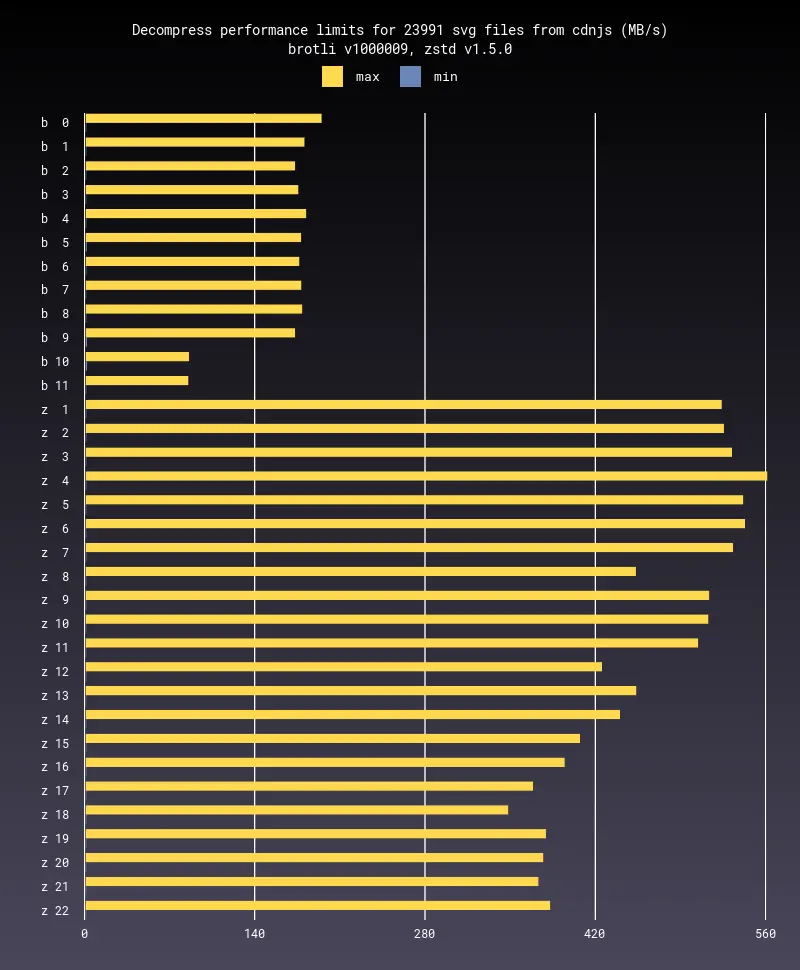 Decompress performance limits for 23991 svg files from cdnjs (MB/s)
brotli v1000009, zstd v1.5.0
max min
b 0
b 1
b 2
b 3
b 4
b 5
b 6
b 7
b 8
b 9
b 10
b 11
z 1
z 2
z 3
z 4
z 5
z 6
z 7
z 8
z 9
z 10
z 11
z 12
z 13
z 14
z 15
z 16
z 17
z 18
z 19
z 20
z 21
z 22
0 140 280 420 560